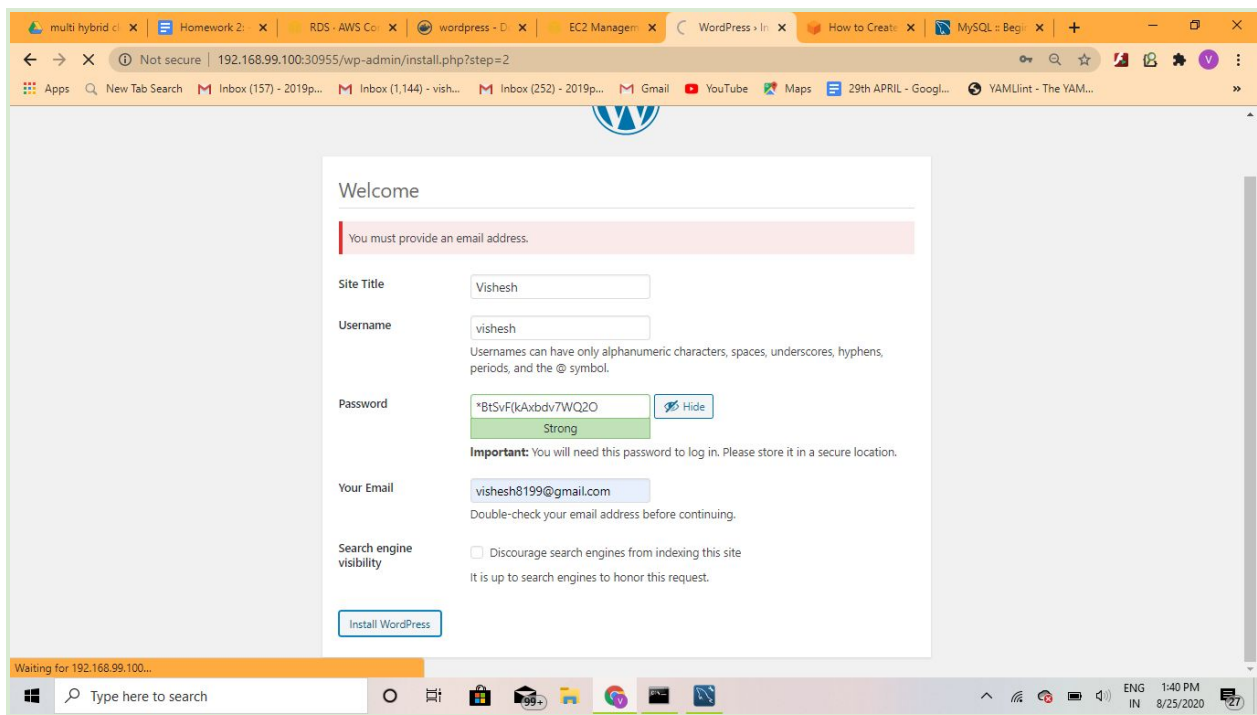 multi hybrid cl
Homework 2: -
RDS · AWS Co
wordpress - D
EC2 Managem
WordPress › In
How to Create
MySQL :: Begi
Not secure | 192.168.99.100:30955/wp-admin/install.php?step=2
V
Apps
New Tab Search
Inbox (157) - 2019p...
Inbox (1,144) - vish...
Inbox (252) - 2019p...
Gmail
YouTube
Maps
29th APRIL - Googl...
YAMLlint - The YAM...
»
Welcome
You must provide an email address.
Site Title
Vishesh
Username
vishesh
Usernames can have only alphanumeric characters, spaces, underscores, hyphens,
periods, and the @ symbol.
Password
*BtSvF(kAxbdv7WQ2O
Hide
Strong
Important: You will need this password to log in. Please store it in a secure location.
Your Email
vishesh8199@gmail.com
Double-check your email address before continuing.
Search engine
visibility
Discourage search engines from indexing this site
It is up to search engines to honor this request.
Install WordPress
Waiting for 192.168.99.100...
Type here to search
99+
V
ENG
IN
1:40 PM
8/25/2020
27